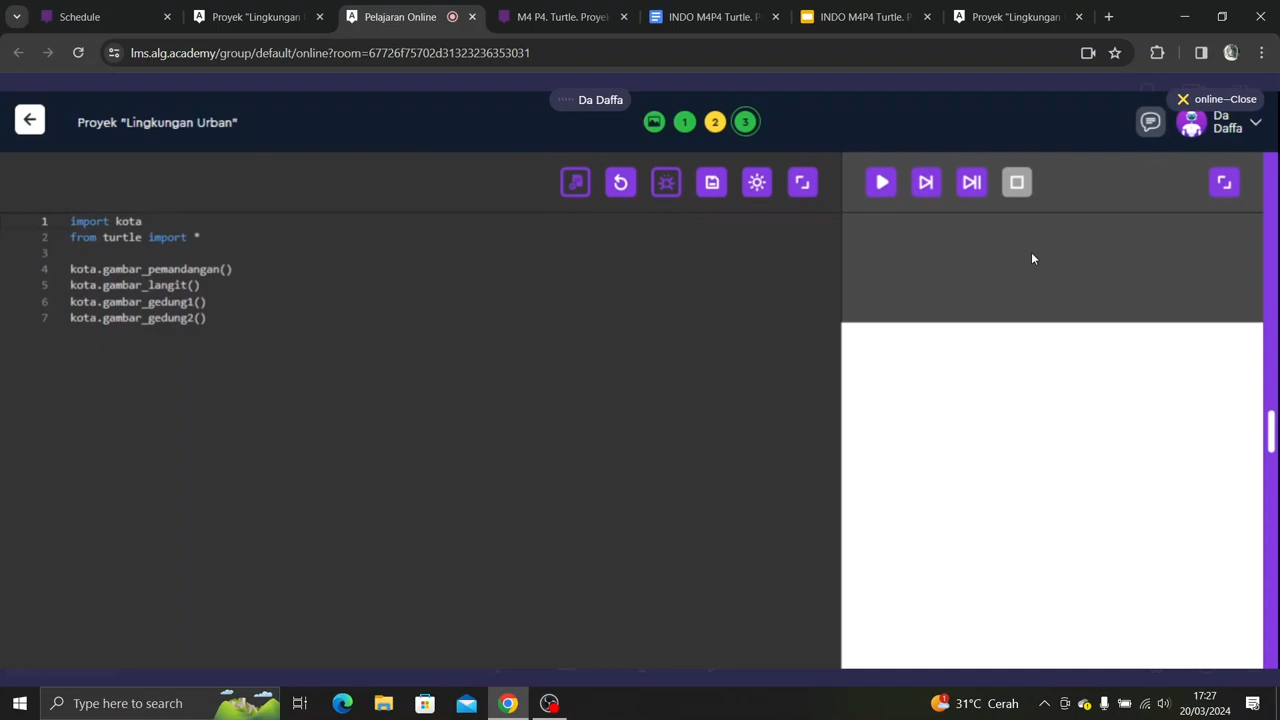 Schedule
Proyek "Lingkungan
Pelajaran Online
M4 P4. Turtle. Proye
INDO M4P4 Turtle. P
INDO M4P4 Turtle. P
Proyek "Lingkungan
lms.alg.academy/group/default/online?room=67726f75702d31323236353031
Da Daffa
online—Close
Proyek "Lingkungan Urban"
1
2
3
Da
Daffa
1 import kota
2 from turtle import *
3
4 kota.gambar_pemandangan()
5 kota.gambar_langit()
6 kota.gambar_gedung1()
7 kota.gambar_gedung2()
Type here to search
1
31°C Cerah
17:27
20/03/2024